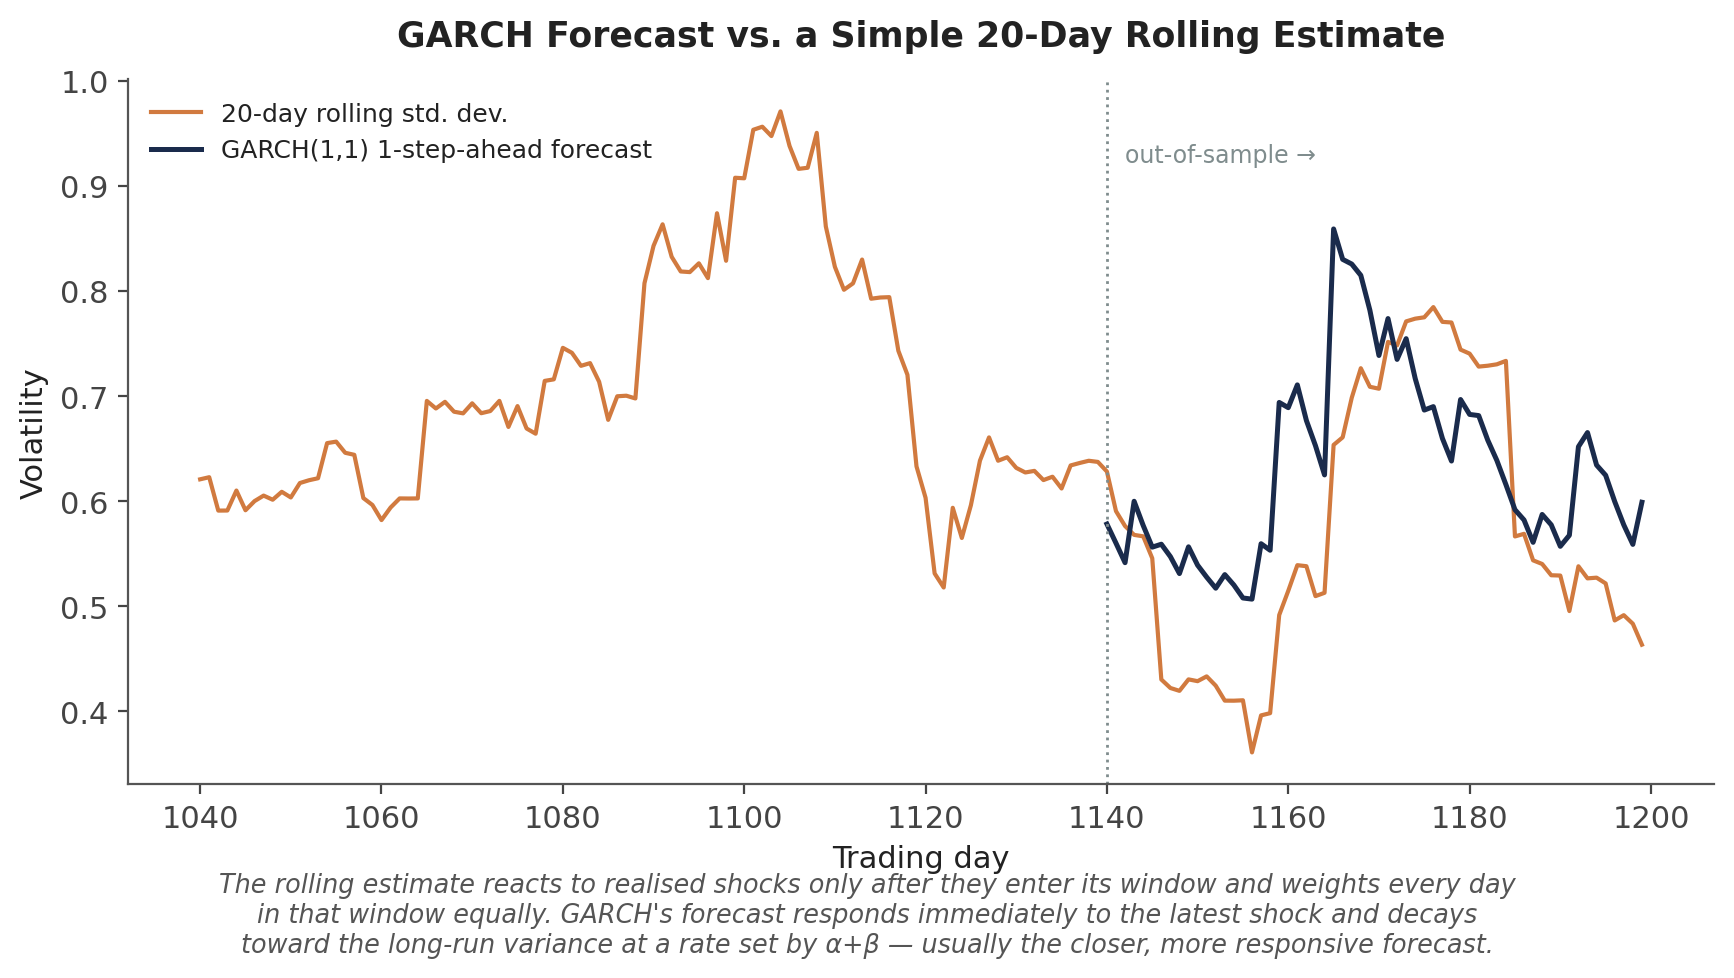 GARCH Forecast vs. a Simple 20-Day Rolling Estimate
1.0
0.9
0.8
0.7
0.6
0.5
0.4
Volatility
20-day rolling std. dev.
GARCH(1,1) 1-step-ahead forecast
out-of-sample →
1040 1060 1080 1100 1120 1140 1160 1180 1200
Trading day
The rolling estimate reacts to realised shocks only after they enter its window and weights every day
in that window equally. GARCH's forecast responds immediately to the latest shock and decays
toward the long-run variance at a rate set by α+β — usually the closer, more responsive forecast.